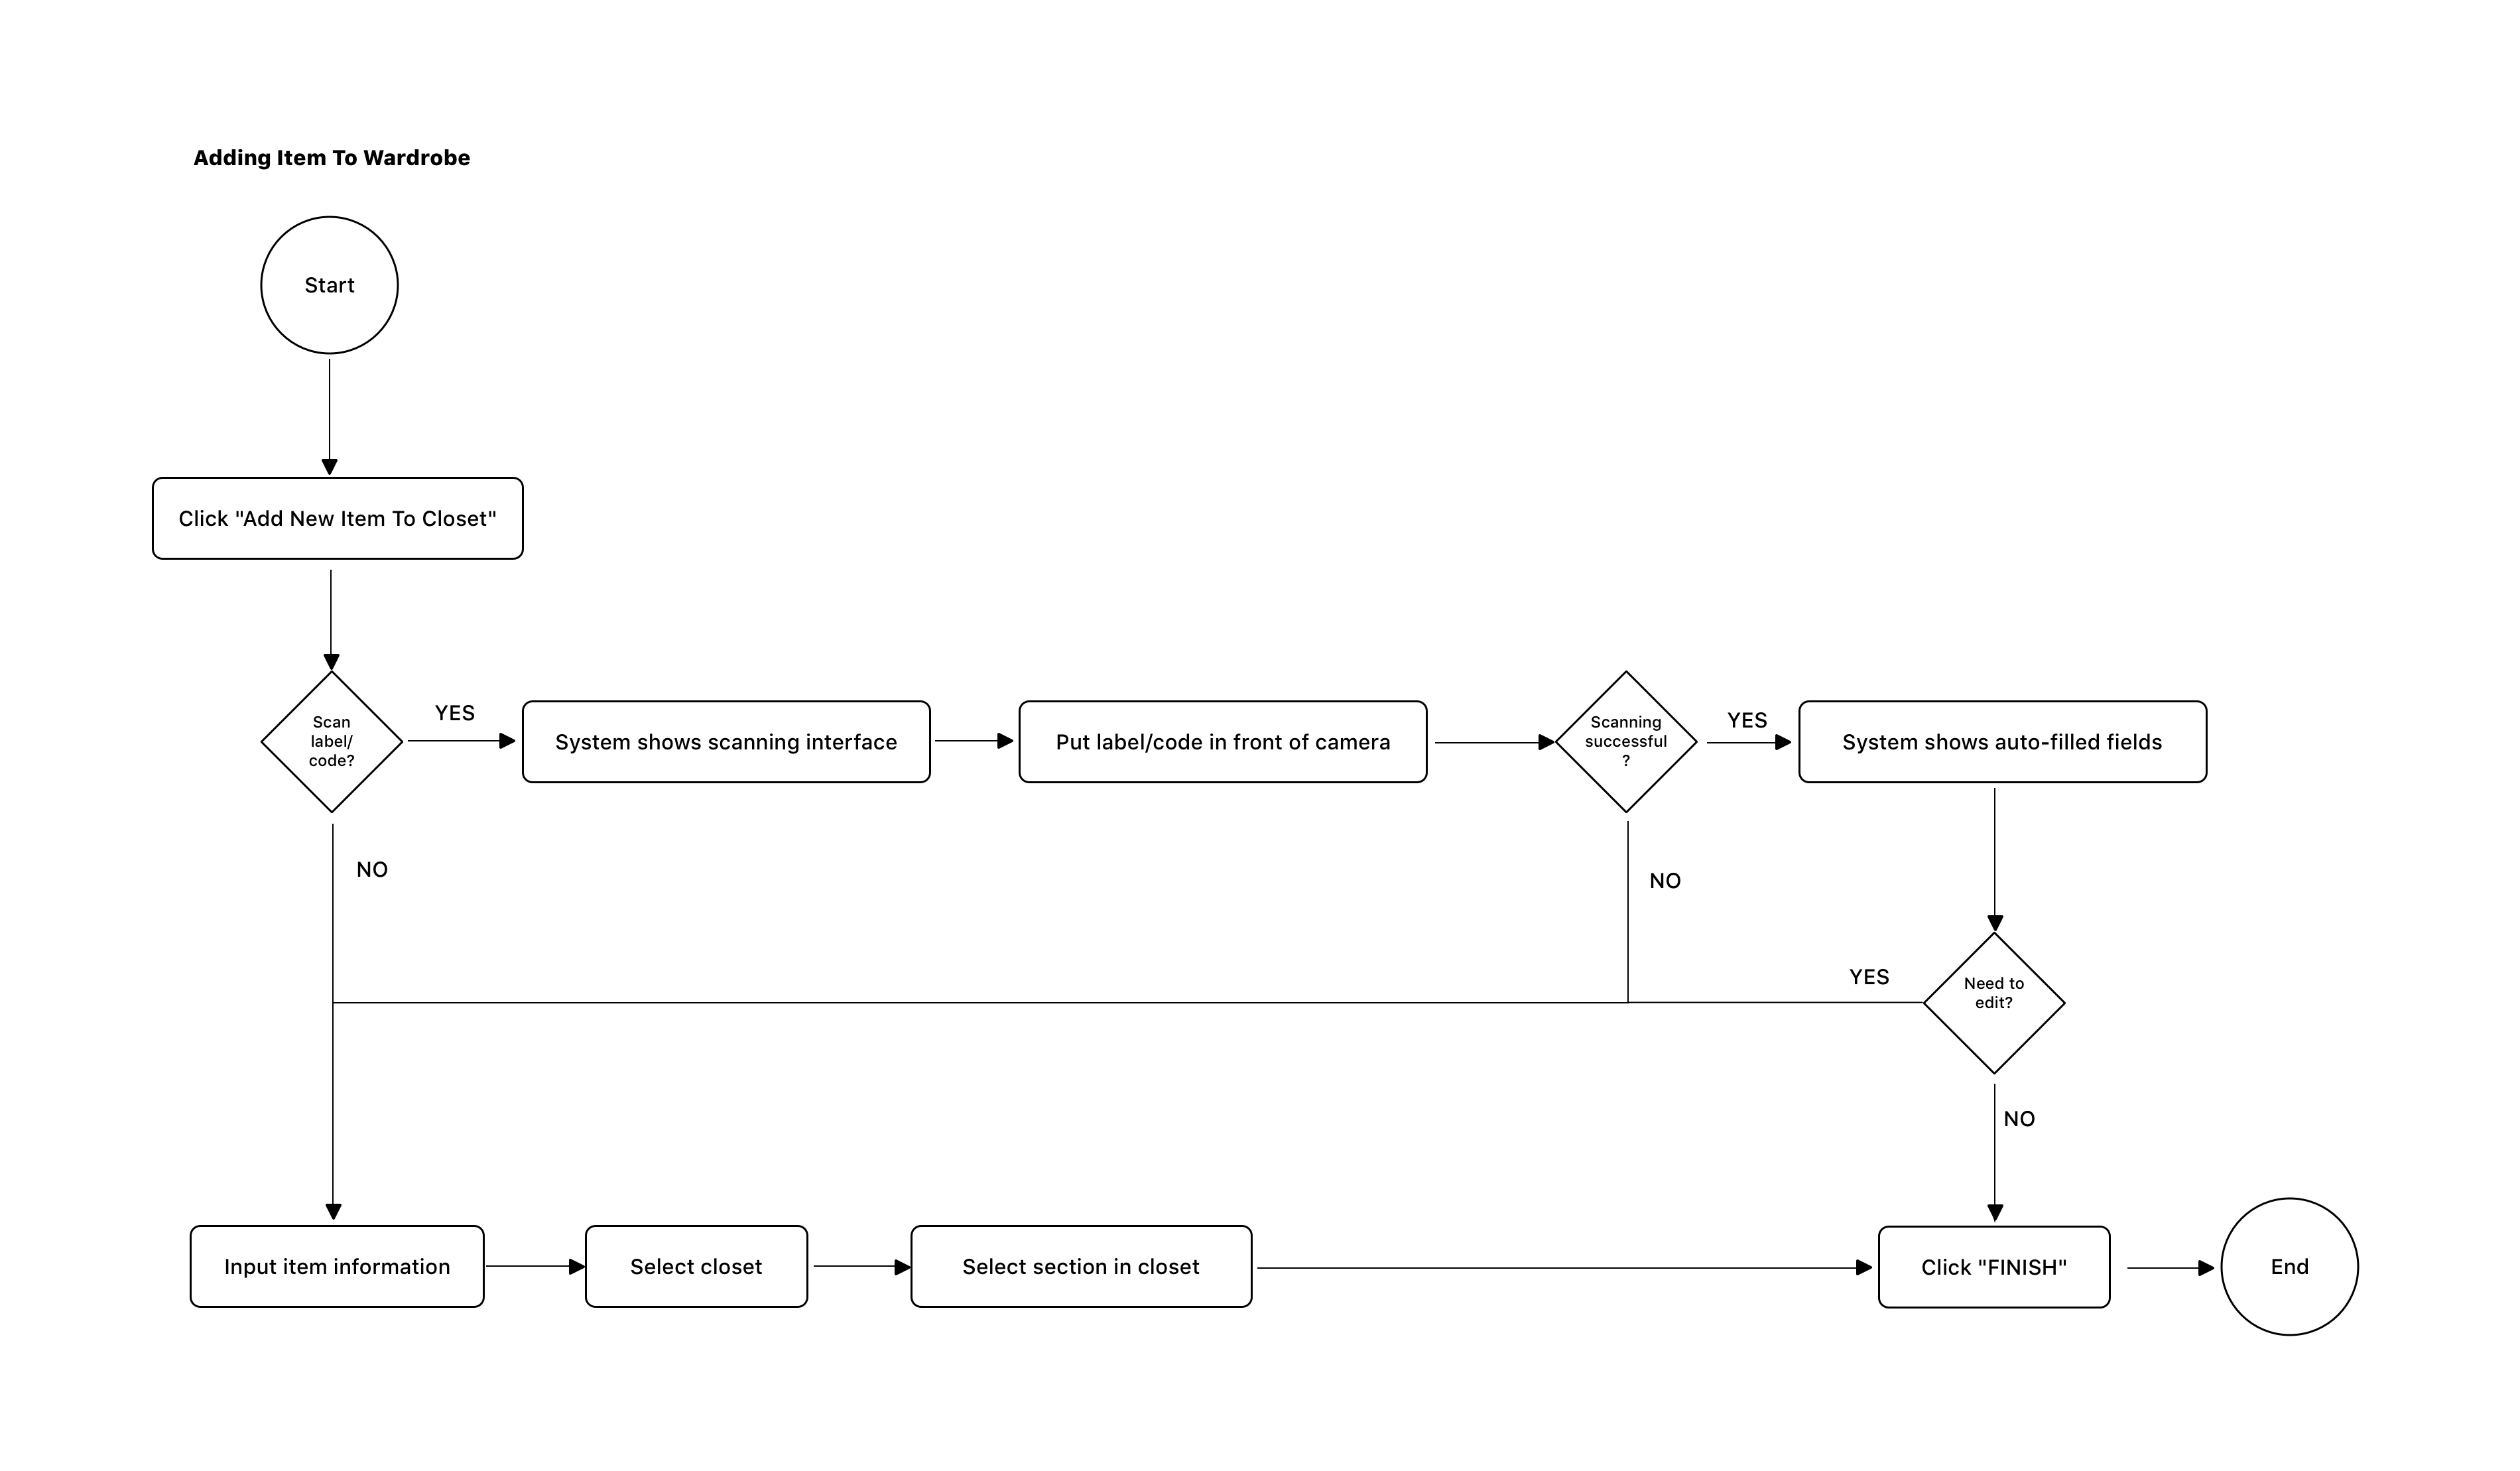 Adding Item To Wardrobe
Start
Click "Add New Item To Closet"
Scan
label/
code?
YES
System shows scanning interface
Put label/code in front of camera
Scanning
successful
?
YES
System shows auto-filled fields
NO
NO
YES
Need to
edit?
NO
Input item information
Select closet
Select section in closet
Click "FINISH"
End